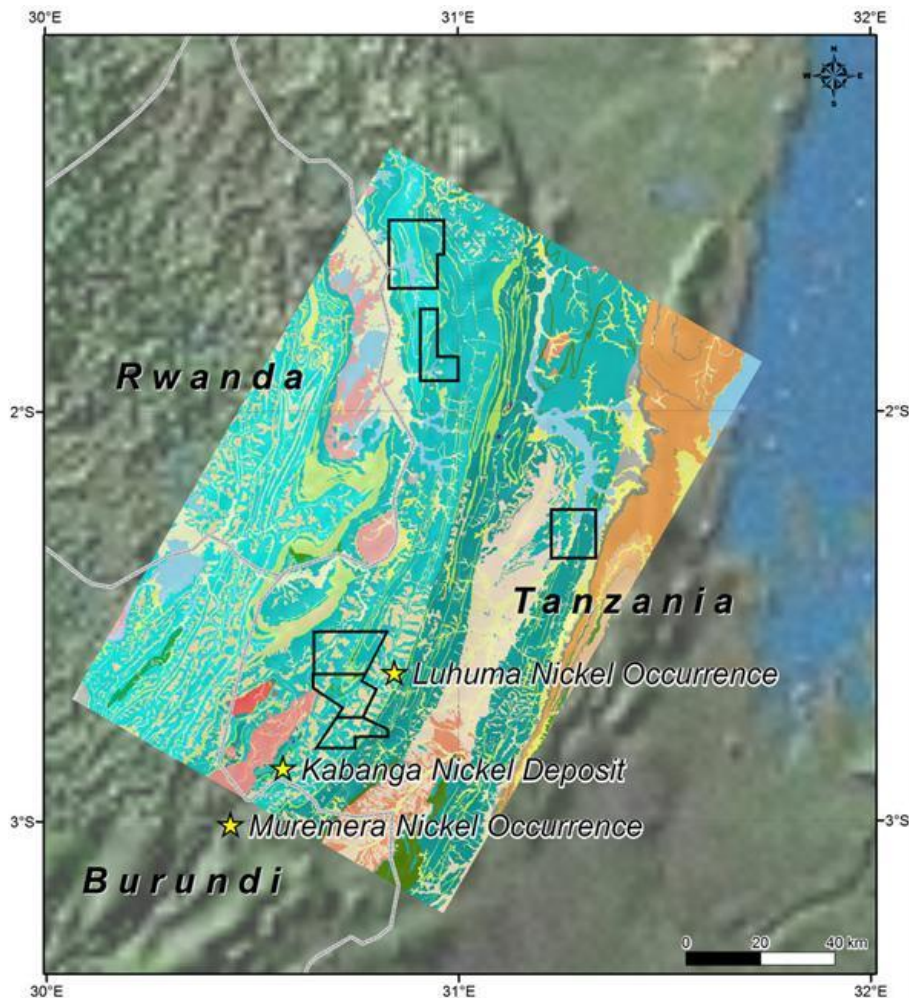 30°E
31°E
32°E
N
W E
S
Rwanda
2°S
2°S
Tanzania
Luhuma Nickel Occurrence
Kabanga Nickel Deposit
3°S
Muremera Nickel Occurrence
3°S
Burundi
0 20 40 km
30°E
31°E
32°E